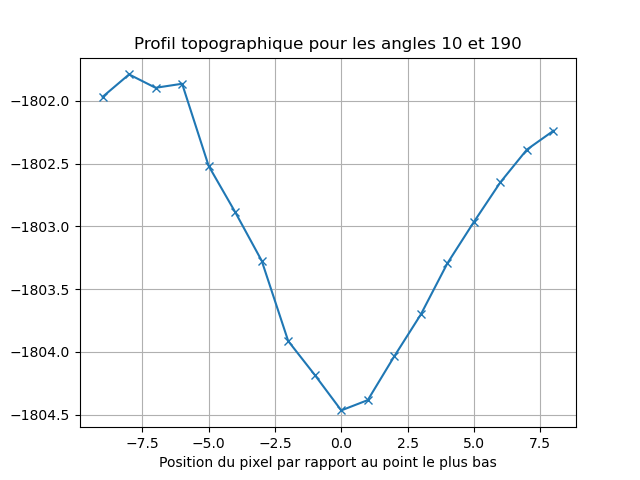 Profil topographique pour les angles 10 et 190
−1802.0
−1802.5
−1803.0
−1803.5
−1804.0
−1804.5
−7.5 −5.0 −2.5 0.0 2.5 5.0 7.5
Position du pixel par rapport au point le plus bas